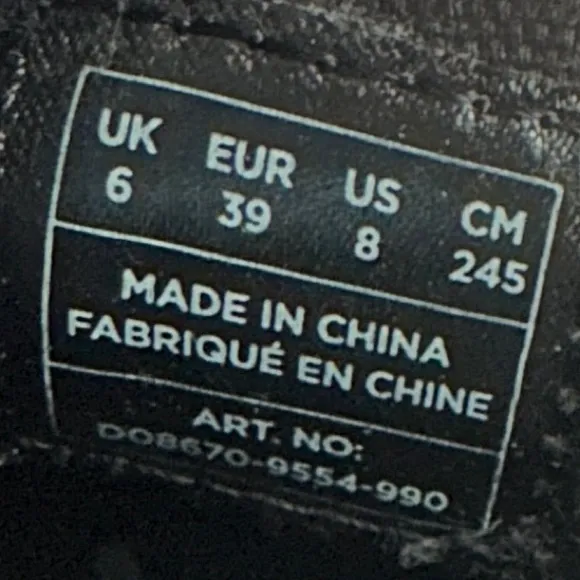 UK EUR US CM
6 39 8 245
MADE IN CHINA
FABRIQUÉ EN CHINE
ART. NO:
D08670-9554-990